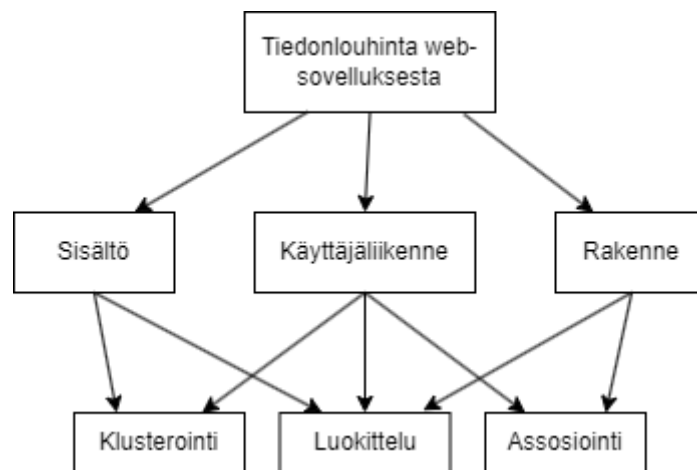 Tiedonlouhinta web-
sovelluksesta
Sisältö
Käyttäjäliikenne
Rakenne
Klusterointi
Luokittelu
Assosiointi